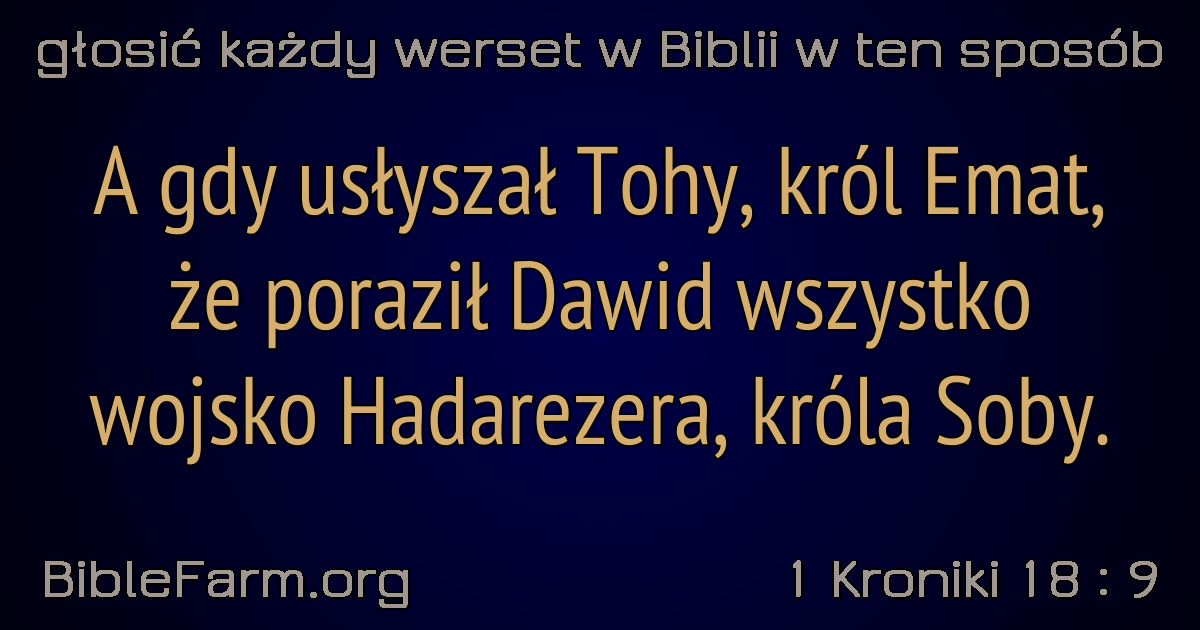 głosić każdy werset w Biblii w ten sposób
A gdy usłyszał Tohy, król Emat,
że poraził Dawid wszystko
wojsko Hadarezera, króla Soby.
BibleFarm.org
1 Kroniki 18 : 9